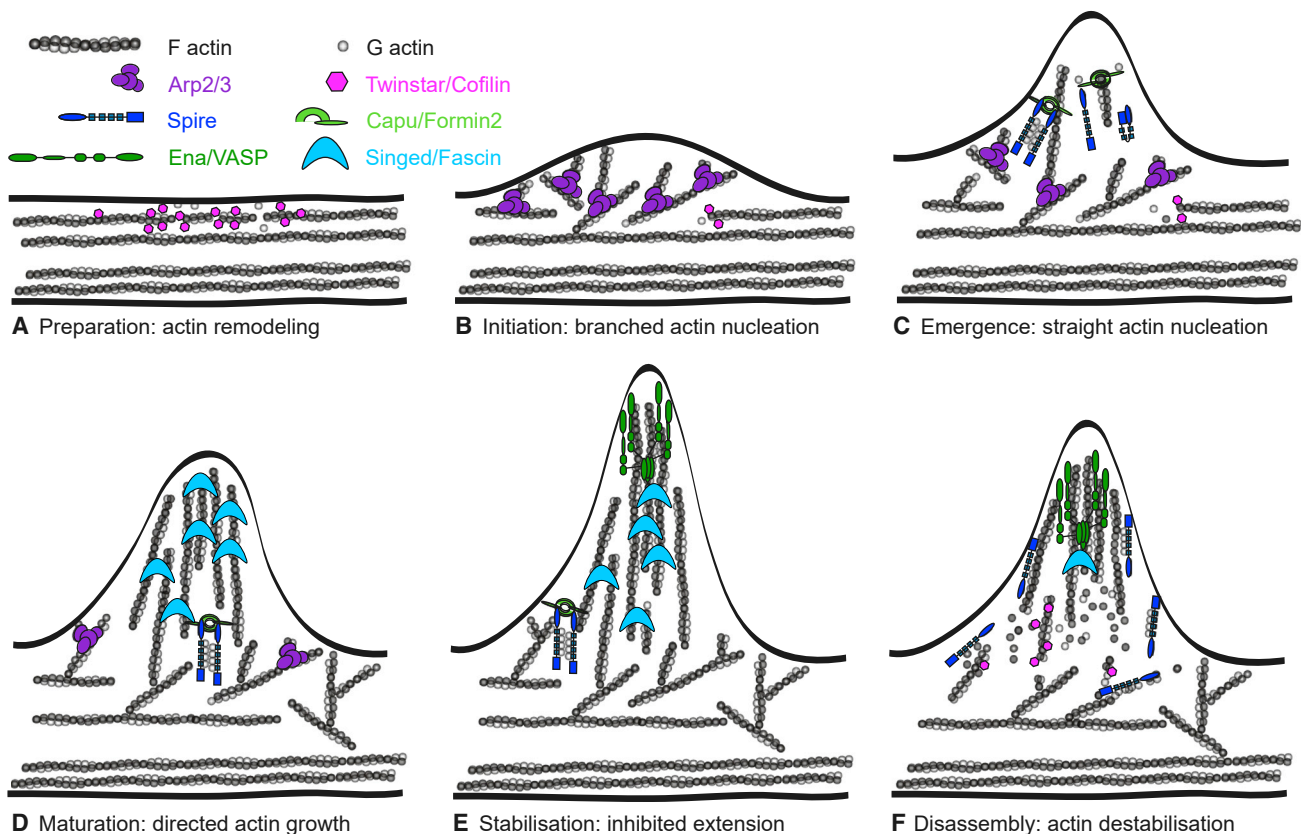 F actin
G actin
Arp2/3
Twinstar/Cofilin
Spire
Capu/Formin2
Ena/VASP
Singed/Fascin
A Preparation: actin remodeling
B Initiation: branched actin nucleation
C Emergence: straight actin nucleation
D Maturation: directed actin growth
E Stabilisation: inhibited extension
F Disassembly: actin destabilisation